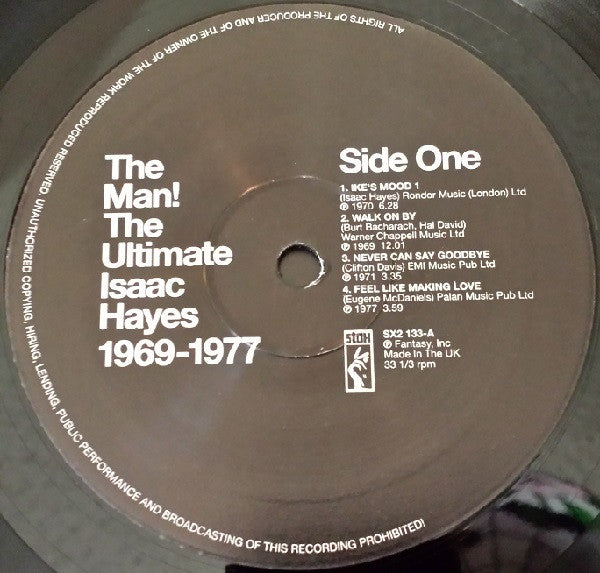 The
Man!
The
Ultimate
Isaac
Hayes
1969-1977
Side One
1. IKE'S MOOD 1
(Isaac Hayes) Rondor Music (London) Ltd
℗ 1970 6.28
2. WALK ON BY
(Burt Bacharach, Hal David)
Warner Chappell Music Ltd
℗ 1969 12.01
3. NEVER CAN SAY GOODBYE
(Clifton Davis) EMI Music Pub Ltd
℗ 1971 3.35
4. FEEL LIKE MAKING LOVE
(Eugene McDaniels) Palan Music Pub Ltd
℗ 1977 3.59
STAX
SX2 133-A
℗ Fantasy, Inc
Made In The UK
33 1/3 rpm
ALL RIGHTS OF THE PRODUCER AND OF THE OWNER OF THE WORK REPRODUCED RESERVED. UNAUTHORIZED COPYING, HIRING, LENDING, PUBLIC PERFORMANCE AND BROADCASTING OF THIS RECORDING PROHIBITED!